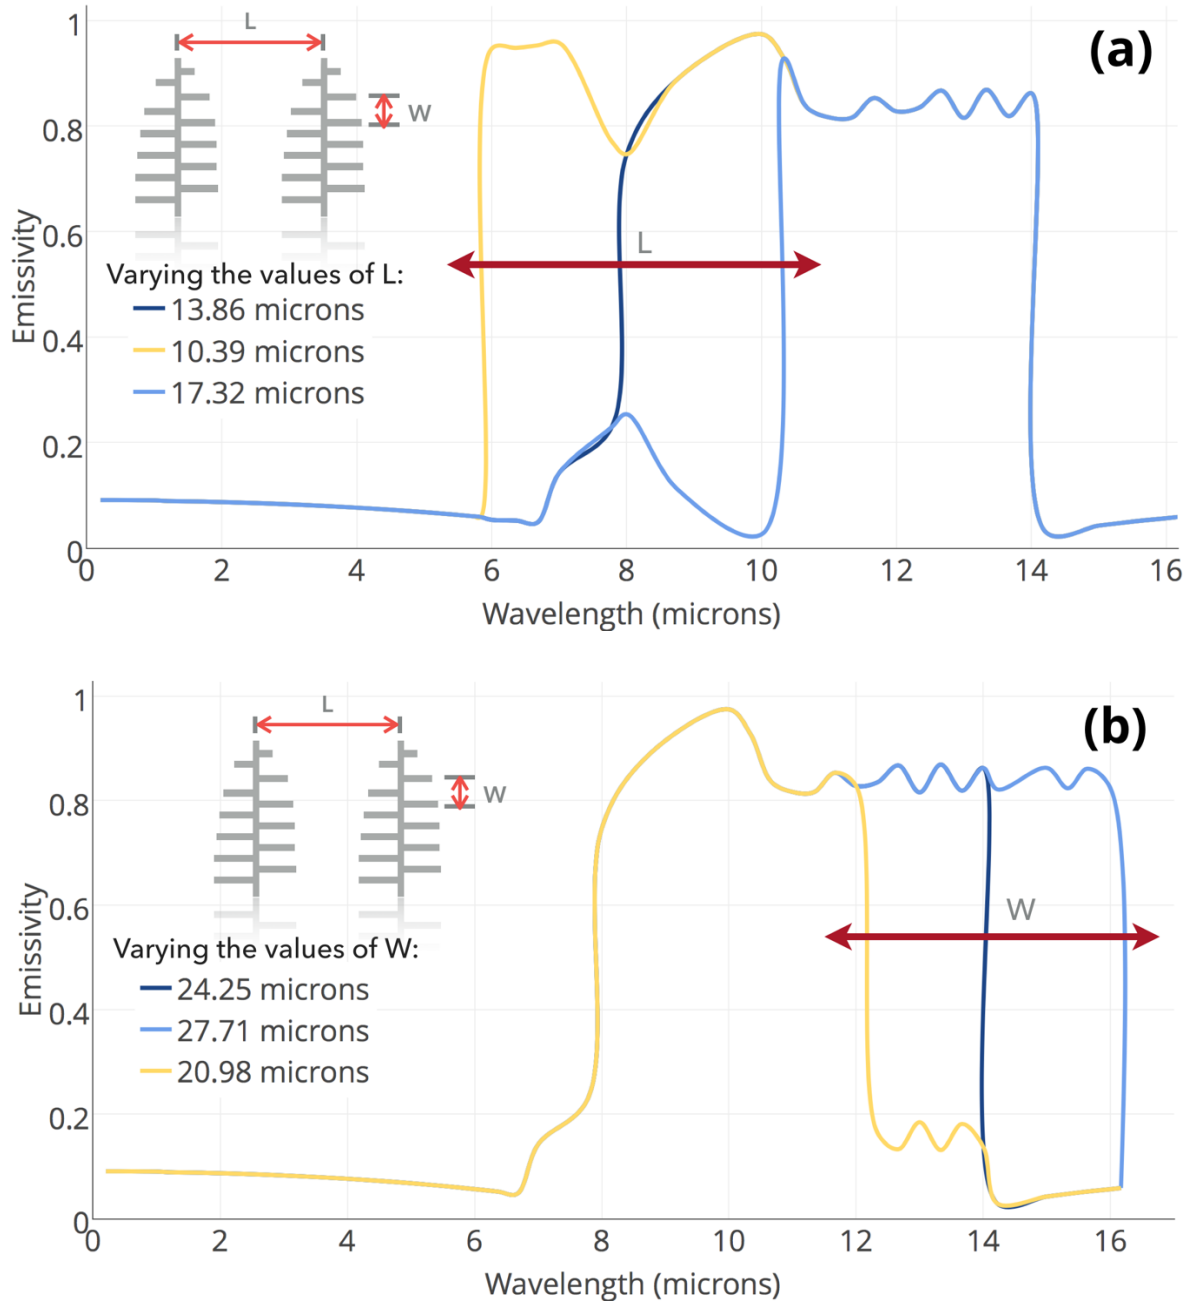 (a)
L
W
1
0.8
0.6
0.4
0.2
0
Emissivity
L
Varying the values of L:
13.86 microns
10.39 microns
17.32 microns
0 2 4 6 8 10 12 14 16
Wavelength (microns)
(b)
L
W
1
0.8
0.6
0.4
0.2
0
Emissivity
W
Varying the values of W:
24.25 microns
27.71 microns
20.98 microns
0 2 4 6 8 10 12 14 16
Wavelength (microns)